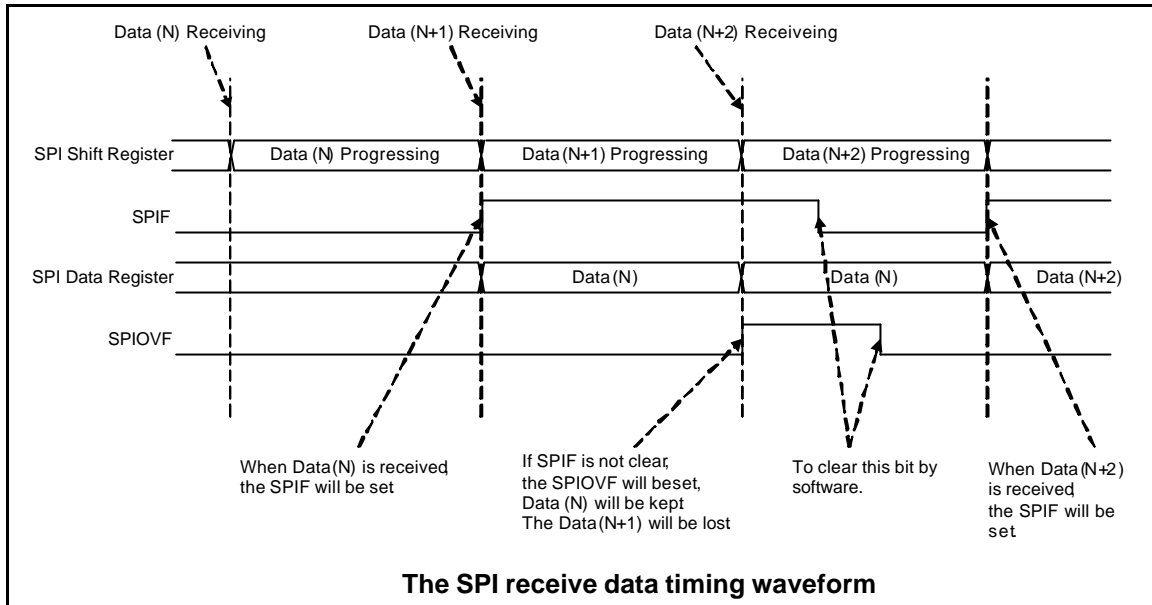 Data (N) Receiving
Data (N+1) Receiving
Data (N+2) Receiveing
SPI Shift Register
Data (N) Progressing
Data (N+1) Progressing
Data (N+2) Progressing
SPIF
SPI Data Register
Data (N)
Data (N)
Data (N+2)
SPIOVF
When Data (N) is received,
the SPIF will be set
If SPIF is not clear,
the SPIOVF will beset,
Data (N) will be kept
The Data (N+1) will be lost
To clear this bit by
software.
When Data (N+2)
is received,
the SPIF will be
set.
The SPI receive data timing waveform